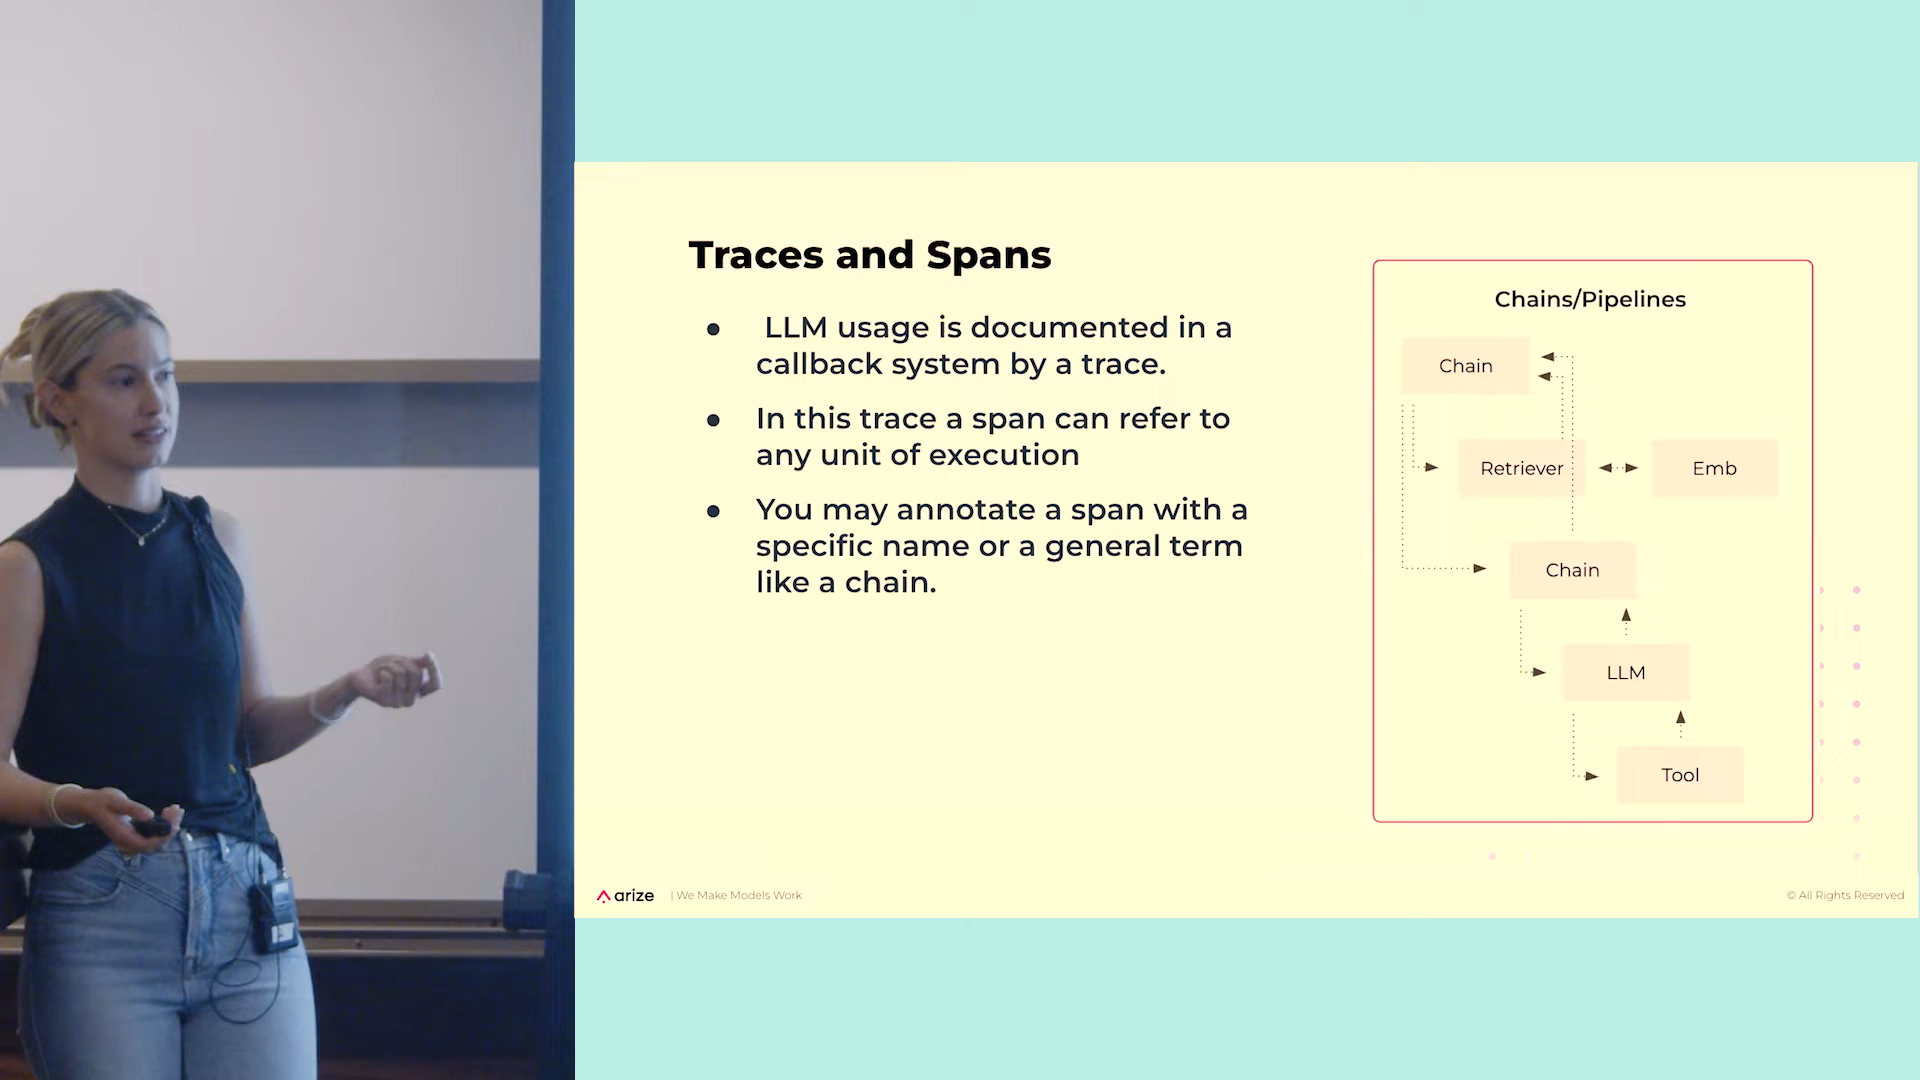 Traces and Spans
● LLM usage is documented in a
callback system by a trace.
● In this trace a span can refer to
any unit of execution
● You may annotate a span with a
specific name or a general term
like a chain.
Chains/Pipelines
Chain
Retriever
Emb
Chain
LLM
Tool
arize | We Make Models Work
© All Rights Reserved